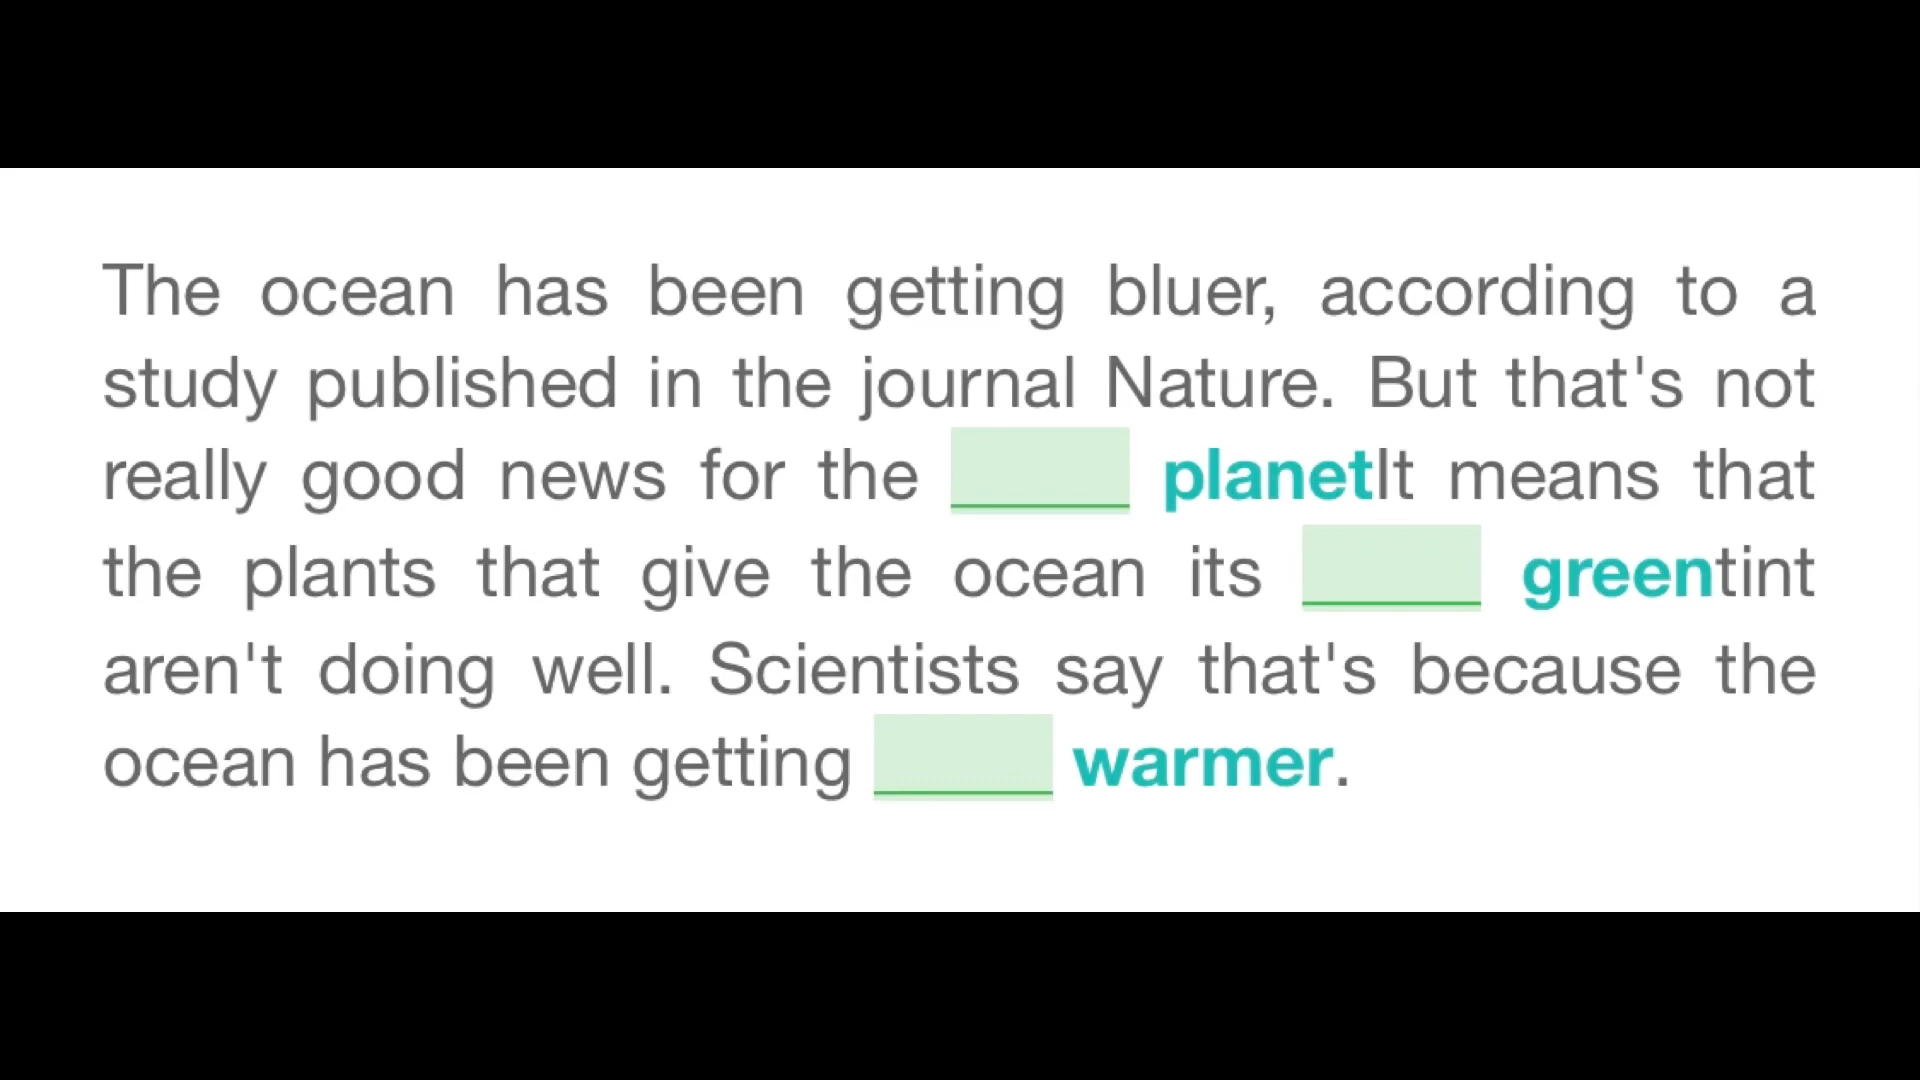 The ocean has been getting bluer, according to a
study published in the journal Nature. But that's not
really good news for the planetIt means that
the plants that give the ocean its greentint
aren't doing well. Scientists say that's because the
ocean has been getting warmer.